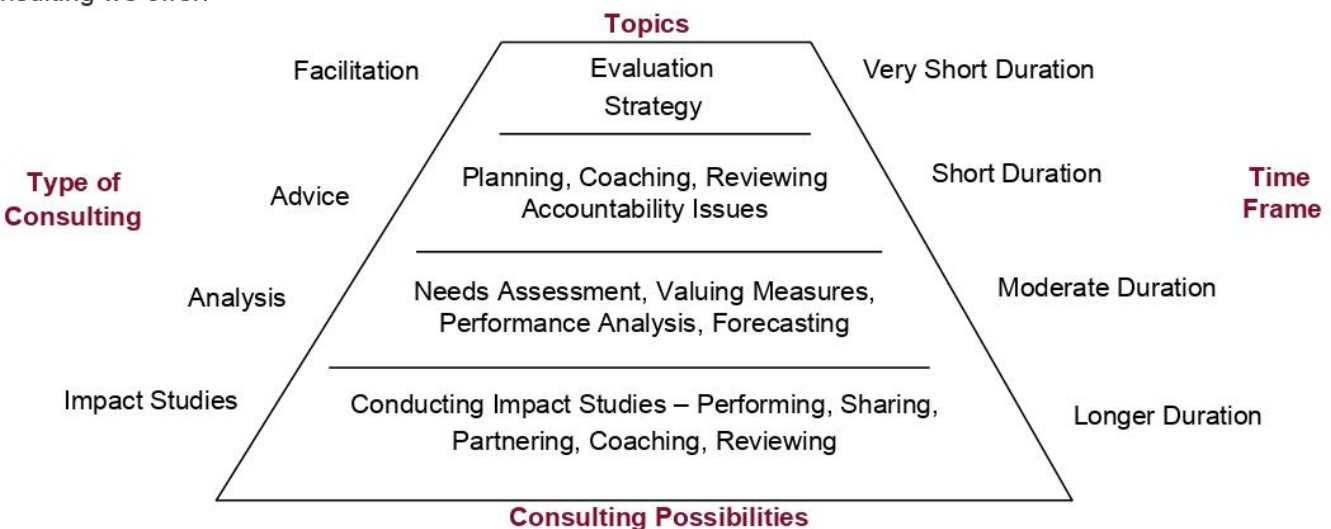 Topics
Facilitation
Evaluation
Strategy
Very Short Duration
Type of
Consulting
Advice
Planning, Coaching, Reviewing
Accountability Issues
Short Duration
Time
Frame
Analysis
Needs Assessment, Valuing Measures,
Performance Analysis, Forecasting
Moderate Duration
Impact Studies
Conducting Impact Studies – Performing, Sharing,
Partnering, Coaching, Reviewing
Longer Duration
Consulting Possibilities